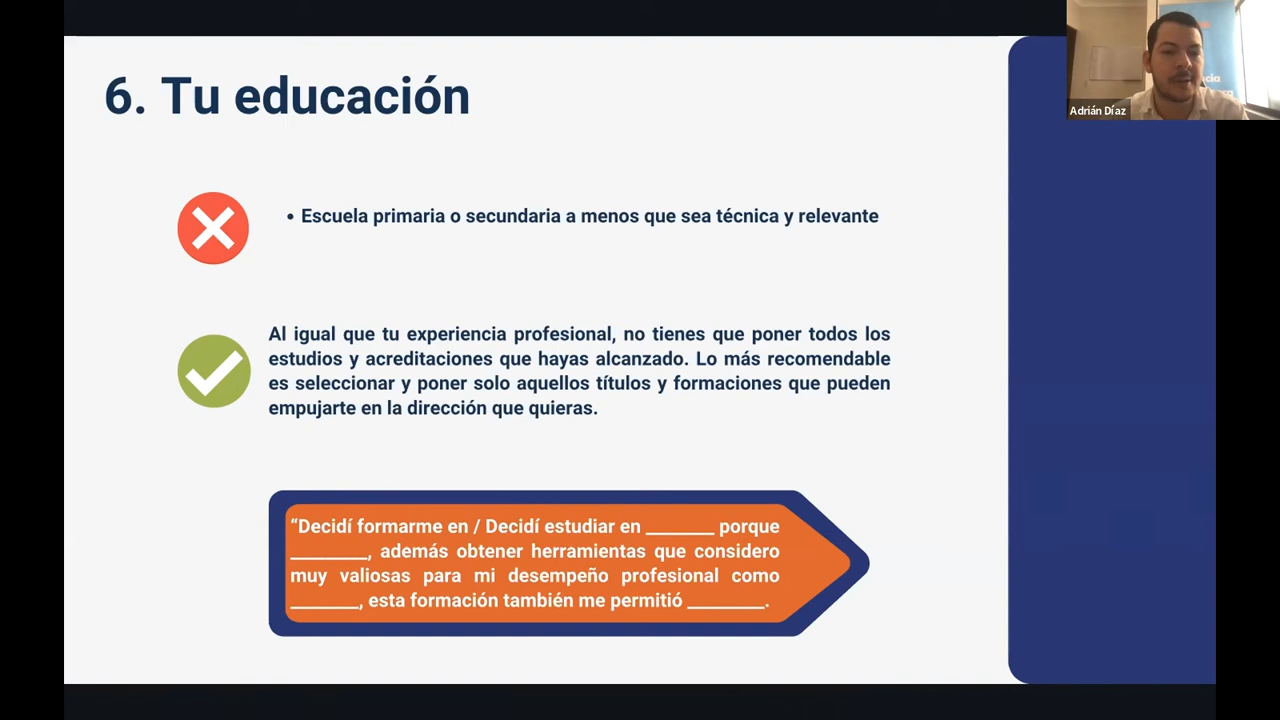 6. Tu educación
• Escuela primaria o secundaria a menos que sea técnica y relevante
Al igual que tu experiencia profesional, no tienes que poner todos los
estudios y acreditaciones que hayas alcanzado. Lo más recomendable
es seleccionar y poner solo aquellos títulos y formaciones que pueden
empujarte en la dirección que quieras.
“Decidí formarme en / Decidí estudiar en _______ porque
________, además obtener herramientas que considero
muy valiosas para mi desempeño profesional como
_______, esta formación también me permitió ________.
Adrián Díaz